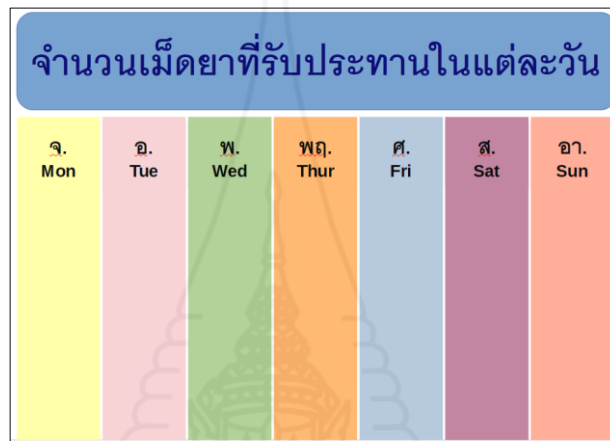 จำนวนเม็ดยาที่รับประทานในแต่ละวัน
จ. อ. พ. พฤ. ศ. ส. อา.
Mon Tue Wed Thur Fri Sat Sun